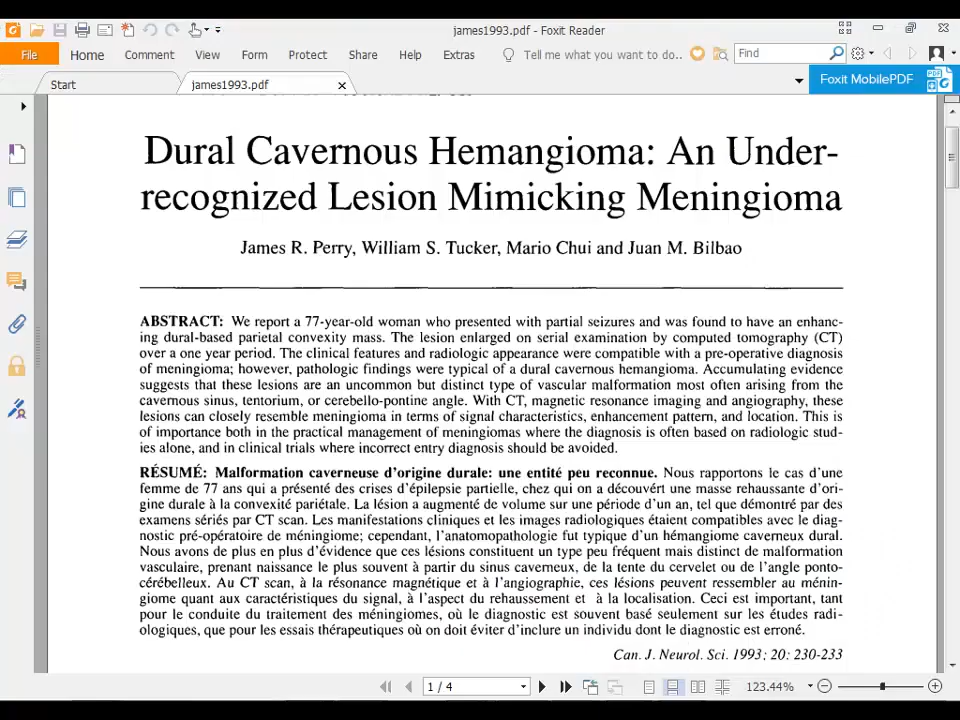 james1993.pdf - Foxit Reader
File Home Comment View Form Protect Share Help Extras Tell me what you want to do.. Find
Start james1993.pdf Foxit MobilePDF
Dural Cavernous Hemangioma: An Under-
recognized Lesion Mimicking Meningioma
James R. Perry, William S. Tucker, Mario Chui and Juan M. Bilbao
ABSTRACT: We report a 77-year-old woman who presented with partial seizures and was found to have an enhanc-
ing dural-based parietal convexity mass. The lesion enlarged on serial examination by computed tomography (CT)
over a one year period. The clinical features and radiologic appearance were compatible with a pre-operative diagnosis
of meningioma; however, pathologic findings were typical of a dural cavernous hemangioma. Accumulating evidence
suggests that these lesions are an uncommon but distinct type of vascular malformation most often arising from the
cavernous sinus, tentorium, or cerebello-pontine angle. With CT, magnetic resonance imaging and angiography, these
lesions can closely resemble meningioma in terms of signal characteristics, enhancement pattern, and location. This is
of importance both in the practical management of meningiomas where the diagnosis is often based on radiologic stud-
ies alone, and in clinical trials where incorrect entry diagnosis should be avoided.
RÉSUMÉ: Malformation caverneuse d'origine durale: une entité peu reconnue. Nous rapportons le cas d'une
femme de 77 ans qui a présenté des crises d'épilepsie partielle, chez qui on a découvért une masse rehaussante d'ori-
gine durale à la convexité pariétale. La lésion a augmenté de volume sur une période d'un an, tel que démontré par des
examens sériés par CT scan. Les manifestations cliniques et les images radiologiques étaient compatibles avec le diag-
nostic pré-opératoire de méningiome; cependant, l'anatomopathologie fut typique d'un hémangiome caverneux dural.
Nous avons de plus en plus d'évidence que ces lésions constituent un type peu fréquent mais distinct de malformation
vasculaire, prenant naissance le plus souvent à partir du sinus caverneux, de la tente du cervelet ou de l'angle ponto-
cérébelleux. Au CT scan, à la résonance magnétique et à l'angiographie, ces lésions peuvent ressembler au ménin-
giome quant aux caractéristiques du signal, à l'aspect du rehaussement et à la localisation. Ceci est important, tant
pour le conduite du traitement des méningiomes, où le diagnostic est souvent basé seulement sur les études radi-
ologiques, que pour les essais thérapeutiques où on doit éviter d'inclure un individu dont le diagnostic est erroné.
Can. J. Neurol. Sci. 1993; 20: 230-233
1 / 4 123.44%